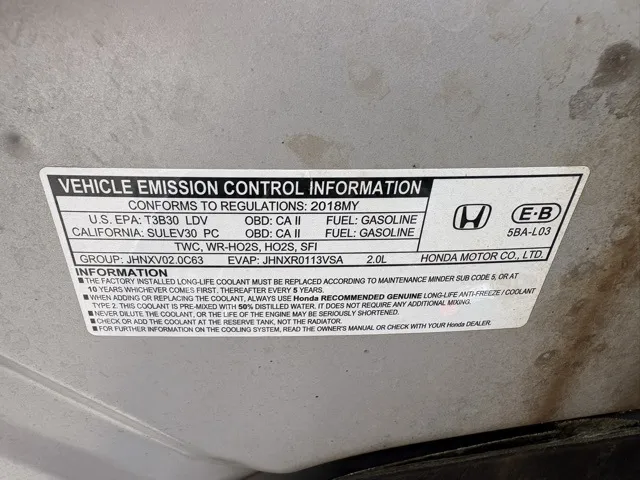 VEHICLE EMISSION CONTROL INFORMATION
CONFORMS TO REGULATIONS: 2018MY
U.S. EPA: T3B30 LDV OBD: CA II FUEL: GASOLINE
CALIFORNIA: SULEV30 PC OBD: CA II FUEL: GASOLINE
TWC, WR-HO2S, HO2S, SFI
GROUP: JHNXV02.0C63 EVAP: JHNXR0113VSA 2.0L
E·B
5BA-L03
HONDA MOTOR CO., LTD.
INFORMATION
■ THE FACTORY INSTALLED LONG-LIFE COOLANT MUST BE REPLACED ACCORDING TO MAINTENANCE MINDER SUB CODE 5, OR AT
10 YEARS WHICHEVER COMES FIRST. THEREAFTER EVERY 5 YEARS.
■ WHEN ADDING OR REPLACING THE COOLANT, ALWAYS USE Honda RECOMMENDED GENUINE LONG-LIFE ANTI-FREEZE / COOLANT
TYPE 2. THIS COOLANT IS PREMIXED WITH 50% DISTILLED WATER. IT DOES NOT REQUIRE ANY ADDITIONAL MIXING.
■ NEVER DILUTE THE COOLANT, OR THE LIFE OF THE ENGINE MAY BE SERIOUSLY SHORTENED.
■ CHECK OR ADD THE COOLANT AT THE RESERVE TANK, NOT THE RADIATOR.
■ FOR FURTHER INFORMATION ON THE COOLING SYSTEM, READ THE OWNER'S MANUAL OR CHECK WITH YOUR Honda DEALER.